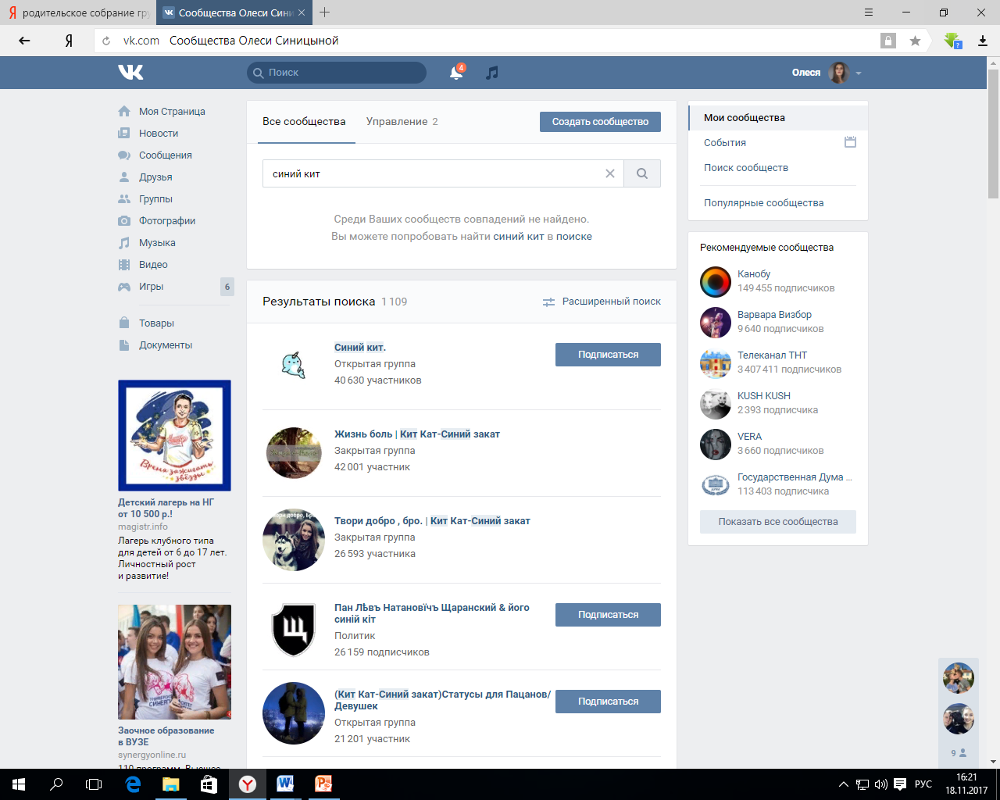 родительское собрание гру
Сообщества Олеси Сини
vk.com Сообщества Олеси Синицыной
Поиск
4
Олеся
Моя Страница
Новости
Сообщения
Друзья
Группы
Фотографии
Музыка
Видео
Игры
6
Товары
Документы
Детский лагерь на НГ
от 10 500 р.!
magistr.info
Лагерь клубного типа
для детей от 6 до 17 лет.
Личностный рост
и развитие!
Время зажигать
звёзды
Заочное образование
в ВУЗЕ
synergyonline.ru
110 программ. Высшее
Все сообщества
Управление 2
Создать сообщество
синий кит
Среди Ваших сообществ совпадений не найдено.
Вы можете попробовать найти синий кит в поиске
Результаты поиска 1 109
Расширенный поиск
Синий кит.
Открытая группа
40 630 участников
Подписаться
Жизнь боль | Кит Кат-Синий закат
Закрытая группа
42 001 участник
Твори добро , бро. | Кит Кат-Синий закат
Закрытая группа
26 593 участника
Пан Лѣвъ Натановїчъ Щаранский & його
синій кіт
Политик
26 159 подписчиков
Подписаться
Щ
(Кит Кат-Синий закат)Статусы для Пацанов/
Девушек
Открытая группа
21 201 участник
Подписаться
Мои сообщества
События
Поиск сообществ
Популярные сообщества
Рекомендуемые сообщества
Канобу
149 455 подписчиков
Варвара Визбор
9 640 подписчиков
Телеканал ТНТ
3 407 411 подписчиков
KUSH KUSH
2 393 подписчика
VERA
3 660 подписчиков
Государственная Дума ...
113 403 подписчика
Показать все сообщества
9
РУС
16:21
18.11.2017